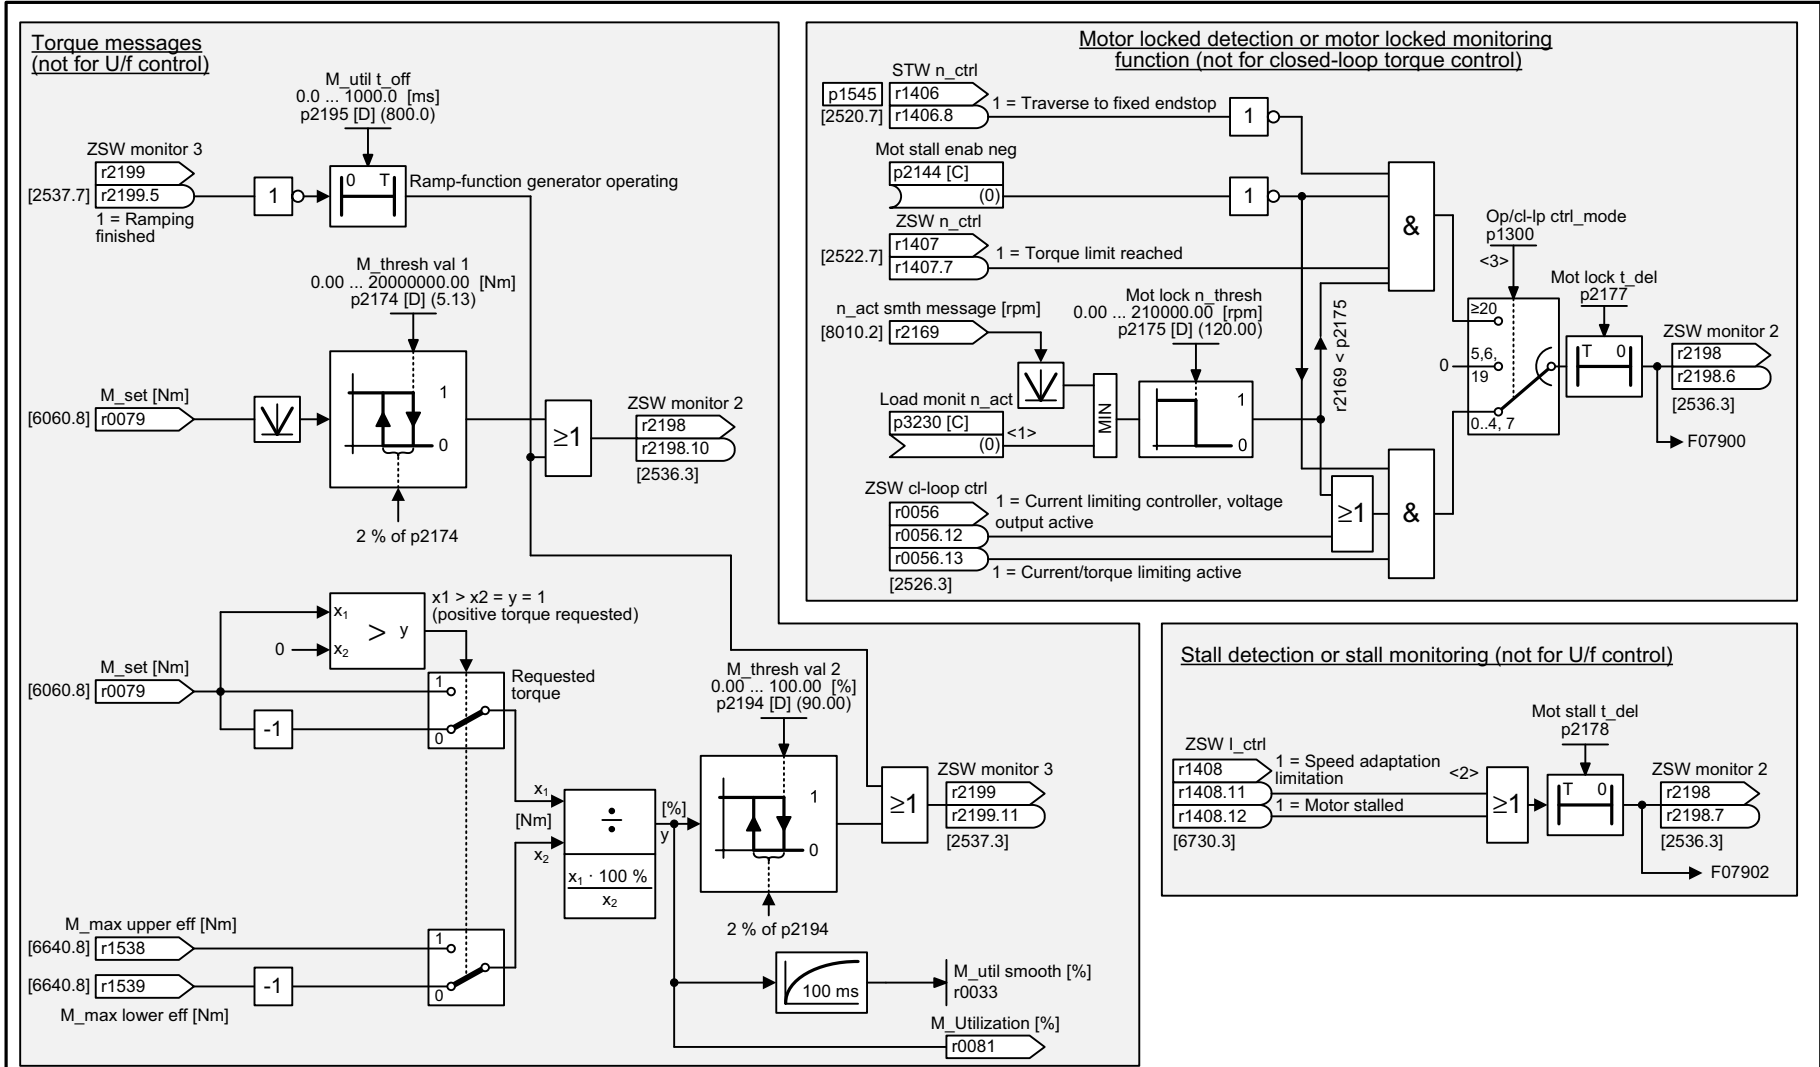 Torque messages
(not for U/f control)
M_util t_off
0.0 ... 1000.0 [ms]
p2195 [D] (800.0)
ZSW monitor 3
r2199
[2537.7]
r2199.5
1 = Ramping
finished
1
0 T
Ramp-function generator operating
M_thresh val 1
0.00 ... 20000000.00 [Nm]
p2174 [D] (5.13)
M_set [Nm]
[6060.8]
r0079
1
0
2 % of p2174
≥1
ZSW monitor 2
r2198
r2198.10
[2536.3]
x1 > x2 = y = 1
(positive torque requested)
x1
> y
0
x2
M_set [Nm]
[6060.8]
r0079
-1
1
0
Requested
torque
M_thresh val 2
0.00 ... 100.00 [%]
p2194 [D] (90.00)
x1
[Nm]
x2
÷
x1 · 100 %
x2
[%]
y
1
0
2 % of p2194
≥1
ZSW monitor 3
r2199
r2199.11
[2537.3]
M_max upper eff [Nm]
[6640.8]
r1538
[6640.8]
r1539
M_max lower eff [Nm]
-1
1
0
100 ms
M_util smooth [%]
r0033
M_Utilization [%]
r0081
Motor locked detection or motor locked monitoring
function (not for closed-loop torque control)
STW n_ctrl
p1545
r1406
[2520.7]
r1406.8
1 = Traverse to fixed endstop
1
Mot stall enab neg
p2144 [C]
(0)
1
ZSW n_ctrl
r1407
[2522.7]
r1407.7
1 = Torque limit reached
&
n_act smth message [rpm]
[8010.2]
r2169
Mot lock n_thresh
0.00 ... 210000.00 [rpm]
p2175 [D] (120.00)
Load monit n_act
p3230 [C]
(0)
<1>
MIN
1
0
r2169 < p2175
ZSW cl-loop ctrl
r0056
r0056.12
r0056.13
[2526.3]
1 = Current limiting controller, voltage
output active
1 = Current/torque limiting active
≥1
&
Op/cl-lp ctrl_mode
p1300
<3>
≥20
0
5,6,
19
0..4, 7
Mot lock t_del
p2177
T 0
ZSW monitor 2
r2198
r2198.6
[2536.3]
F07900
Stall detection or stall monitoring (not for U/f control)
ZSW I_ctrl
r1408
r1408.11
r1408.12
[6730.3]
1 = Speed adaptation
limitation
<2>
1 = Motor stalled
≥1
Mot stall t_del
p2178
T 0
ZSW monitor 2
r2198
r2198.7
[2536.3]
F07902